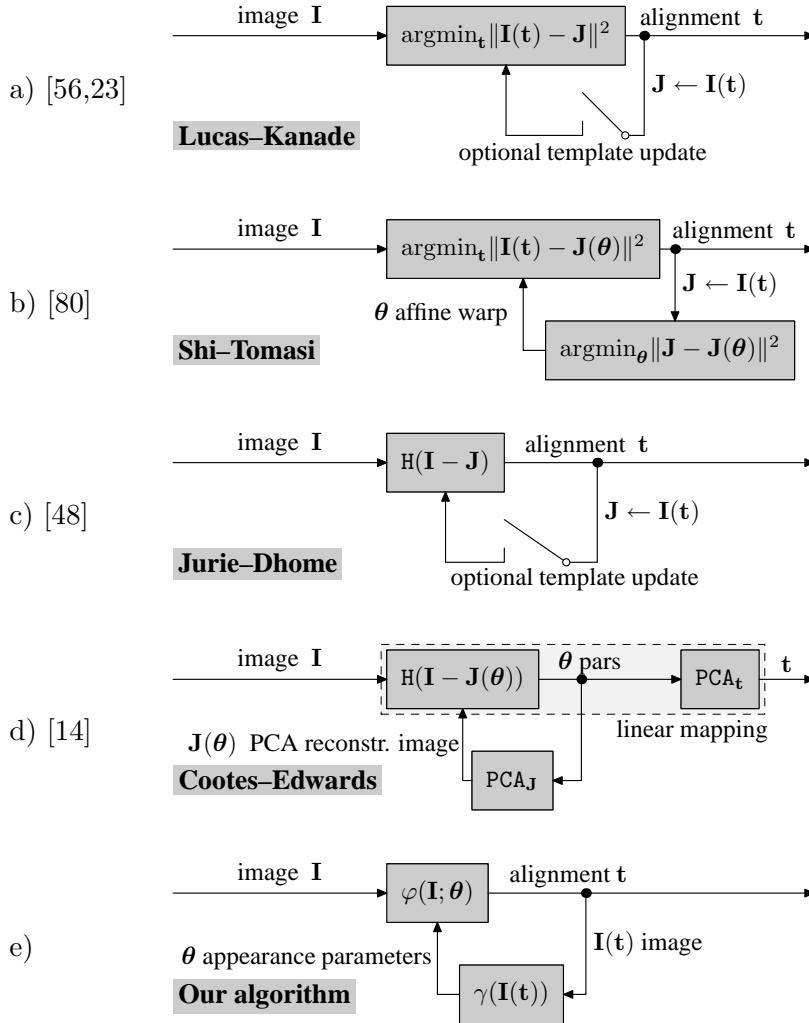 image I
argmin_t‖I(t) − J‖²
alignment t
a) [56,23]
J ← I(t)
Lucas–Kanade
optional template update
image I
argmin_t‖I(t) − J(θ)‖²
alignment t
b) [80]
θ affine warp
J ← I(t)
Shi–Tomasi
argmin_θ‖J − J(θ)‖²
image I
H(I − J)
alignment t
c) [48]
J ← I(t)
Jurie–Dhome
optional template update
image I
H(I − J(θ))
θ pars
PCA_t
t
d) [14]
J(θ) PCA reconstr. image
linear mapping
Cootes–Edwards
PCA_J
image I
φ(I; θ)
alignment t
e)
θ appearance parameters
I(t) image
Our algorithm
γ(I(t))